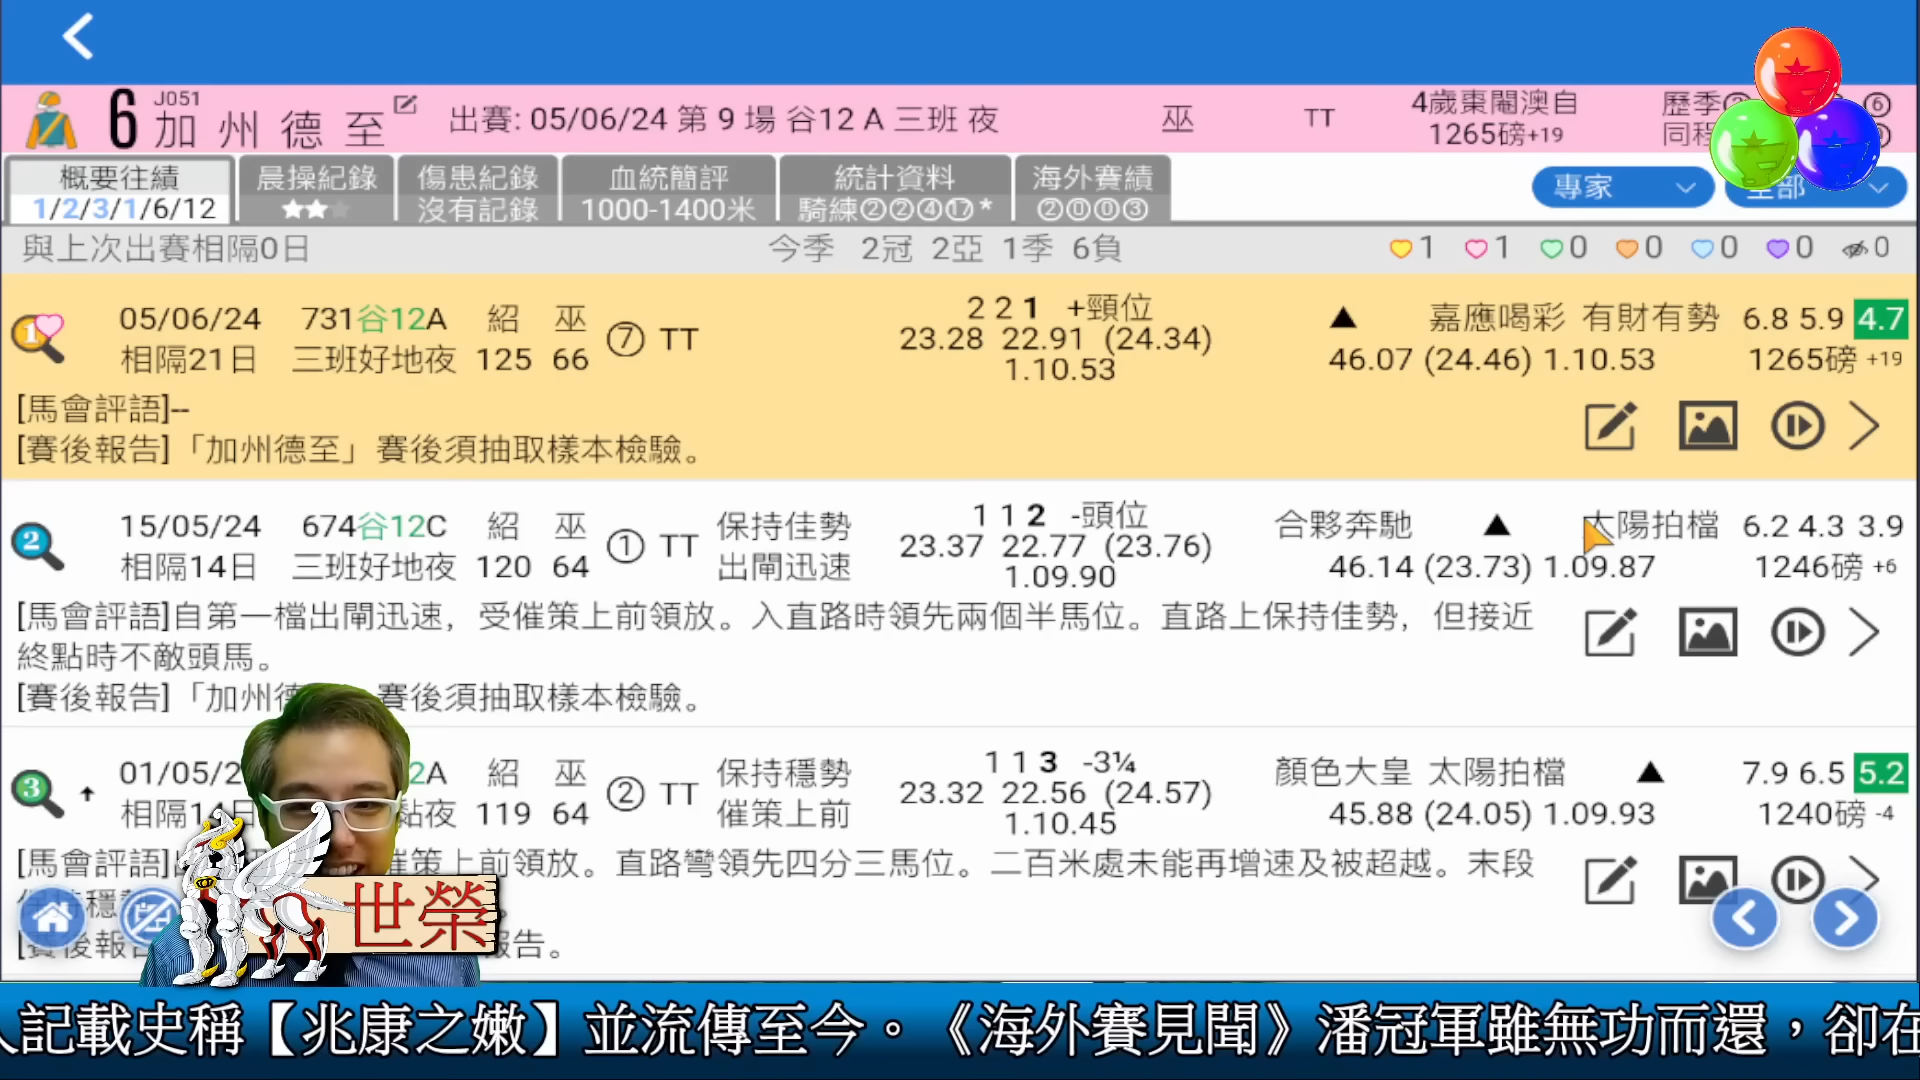 6 J051 加州德至 出賽: 05/06/24 第 9 場 谷12 A 三班 夜 巫 TT 4歲棗閹澳自 1265磅+19 歷季 ⑥ 同程
概要往績 晨操紀錄 傷患紀錄 血統簡評 統計資料 海外賽績 專家 全部
1/2/3/1/6/12 ★★★ 沒有記錄 1000-1400米 騎練②②④⑰* ②⓪⓪③
與上次出賽相隔0日 今季 2冠 2亞 1季 6負 1 1 0 0 0 0 0
1 05/06/24 731谷12A 紹 巫 ⑦ TT 2 2 1 +頸位 ▲ 嘉應喝彩 有財有勢 6.8 5.9 4.7
相隔21日 三班好地夜 125 66 23.28 22.91 (24.34) 46.07 (24.46) 1.10.53 1265磅 +19
1.10.53
[馬會評語]--
[賽後報告]「加州德至」賽後須抽取樣本檢驗。
2 15/05/24 674谷12C 紹 巫 ① TT 保持佳勢 1 1 2 -頭位 合夥奔馳 ▲ 太陽拍檔 6.2 4.3 3.9
相隔14日 三班好地夜 120 64 出閘迅速 23.37 22.77 (23.76) 46.14 (23.73) 1.09.87 1246磅 +6
1.09.90
[馬會評語]自第一檔出閘迅速，受催策上前領放。入直路時領先兩個半馬位。直路上保持佳勢，但接近
終點時不敵頭馬。
[賽後報告]「加州德 賽後須抽取樣本檢驗。
3 01/05/2 2A 紹 巫 ② TT 保持穩勢 1 1 3 -3¼ 顏色大皇 太陽拍檔 ▲ 7.9 6.5 5.2
相隔14日 黏夜 119 64 催策上前 23.32 22.56 (24.57) 45.88 (24.05) 1.09.93 1240磅 -4
1.10.45
[馬會評語] 催策上前領放。直路彎領先四分三馬位。二百米處未能再增速及被超越。末段
穩 。
後報 報告。
世榮
記載史稱【兆康之嫩】並流傳至今。《海外賽見聞》潘冠軍雖無功而還，卻在